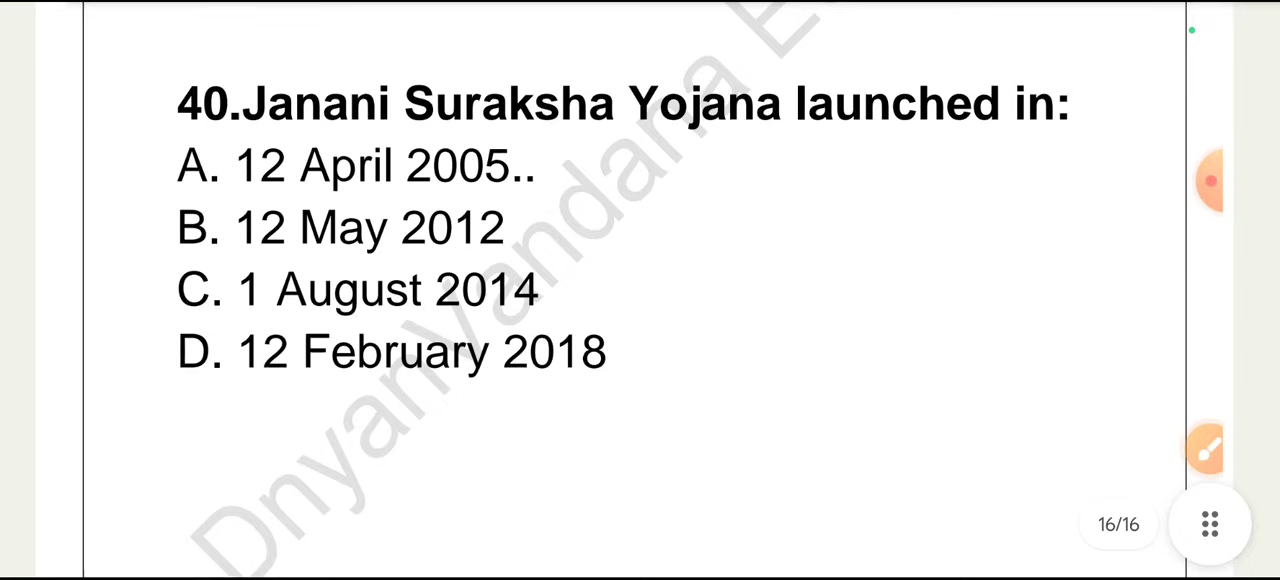 40.Janani Suraksha Yojana launched in:
A. 12 April 2005..
B. 12 May 2012
C. 1 August 2014
D. 12 February 2018
DnyanVandana E
16/16